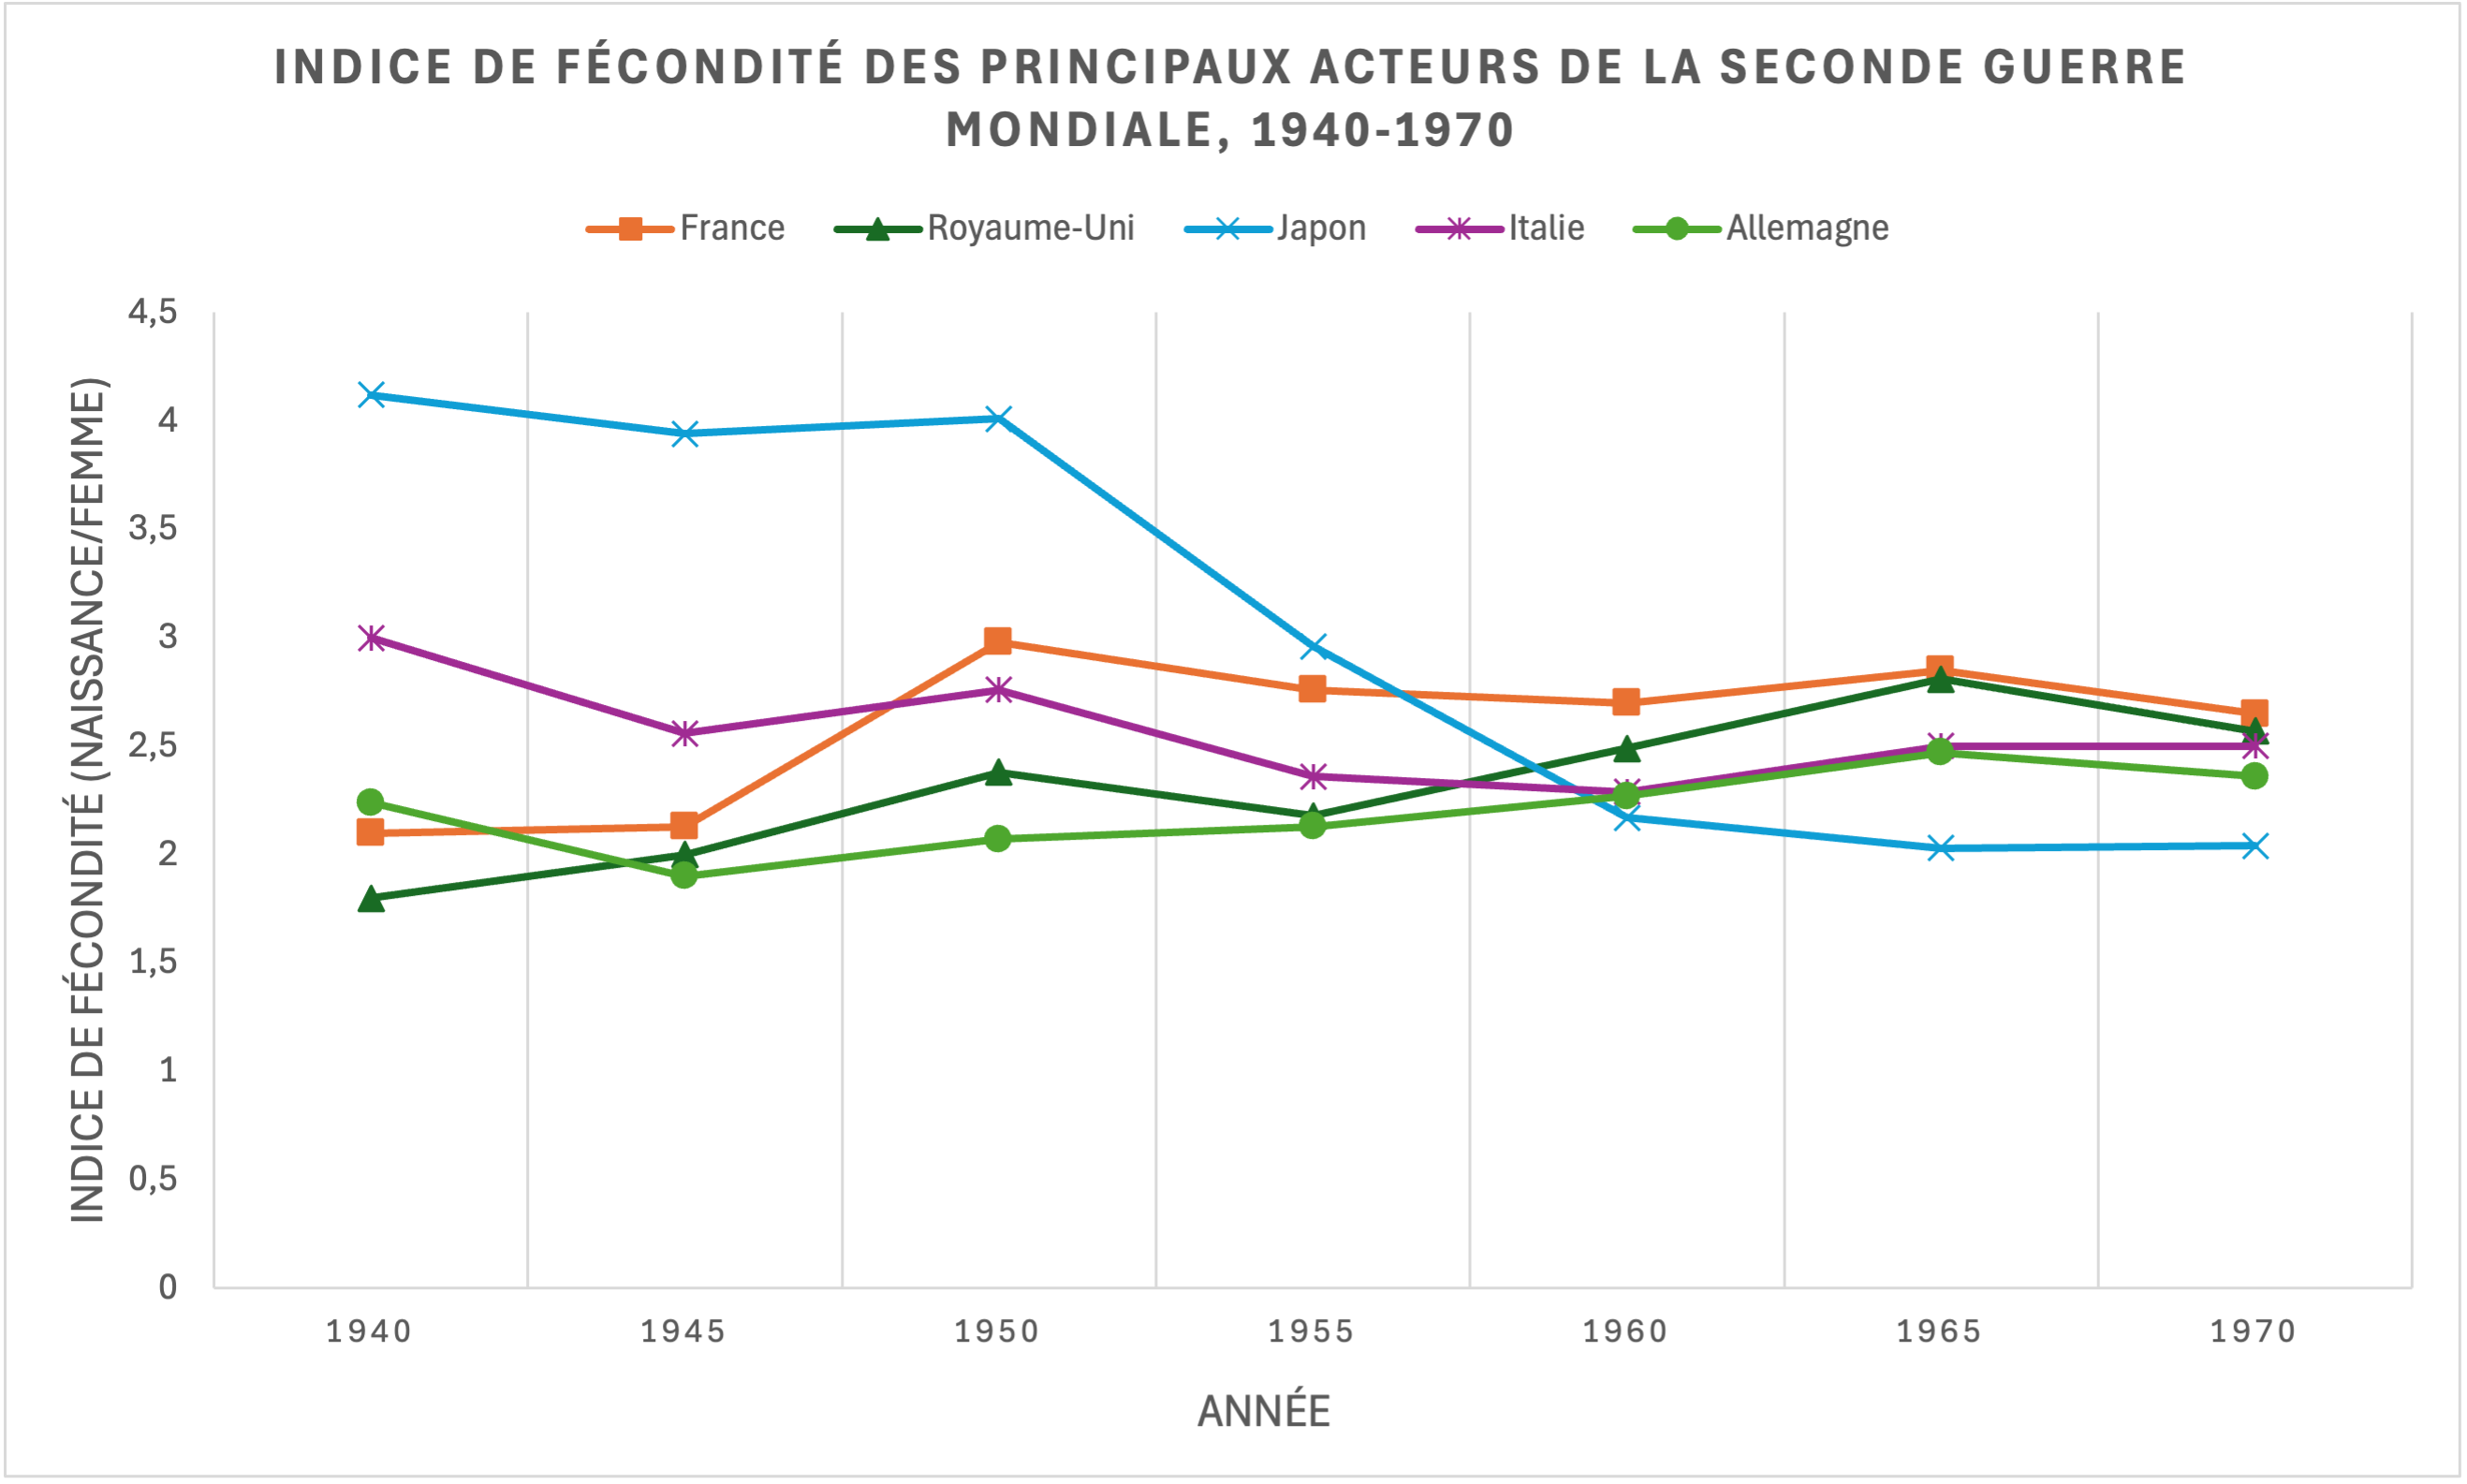 INDICE DE FÉCONDITÉ DES PRINCIPAUX ACTEURS DE LA SECONDE GUERRE
MONDIALE, 1940-1970
France Royaume-Uni Japon Italie Allemagne
INDICE DE FÉCONDITÉ (NAISSANCE/FEMME)
4,5
4
3,5
3
2,5
2
1,5
1
0,5
0
1940 1945 1950 1955 1960 1965 1970
ANNÉE